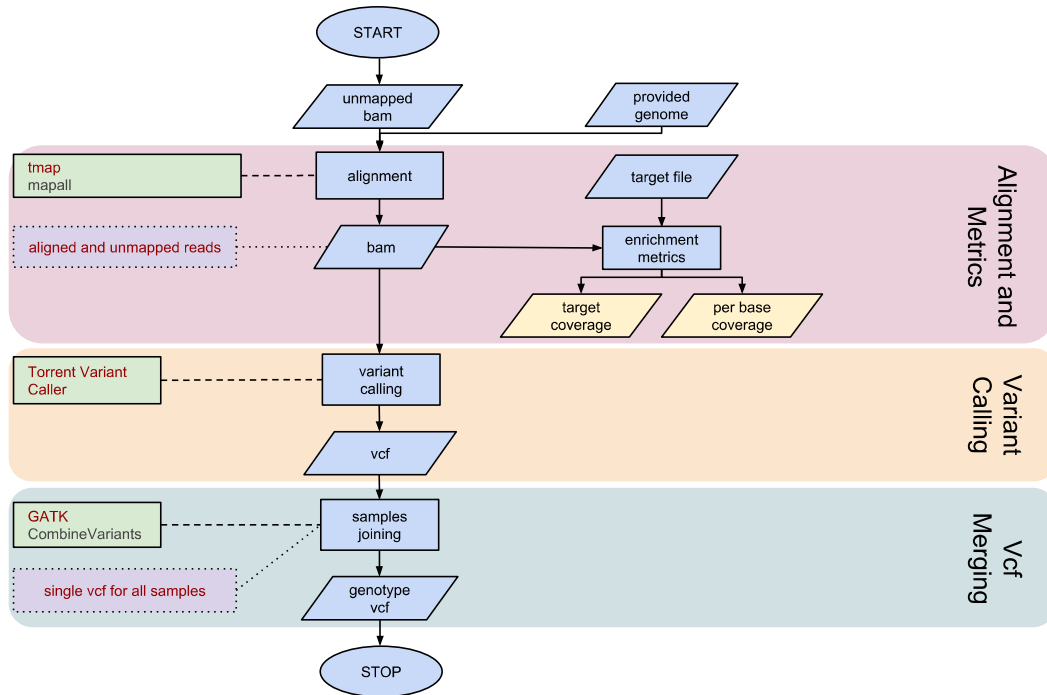 START
unmapped
bam
provided
genome
tmap
mapall
alignment
target file
aligned and unmapped reads
bam
enrichment
metrics
target
coverage
per base
coverage
Alignment and
Metrics
Torrent Variant
Caller
variant
calling
vcf
Variant
Calling
GATK
CombineVariants
samples
joining
single vcf for all samples
genotype
vcf
Vcf
Merging
STOP